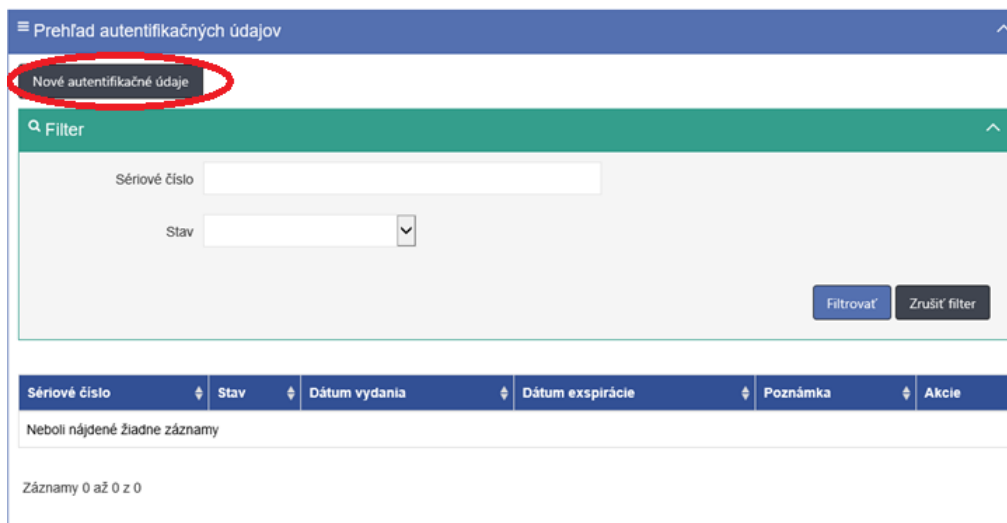 Prehľad autentifikačných údajov
Nové autentifikačné údaje
Filter
Sériové číslo
Stav
Filtrovať Zrušiť filter
Sériové číslo Stav Dátum vydania Dátum exspirácie Poznámka Akcie
Neboli nájdené žiadne záznamy
Záznamy 0 až 0 z 0